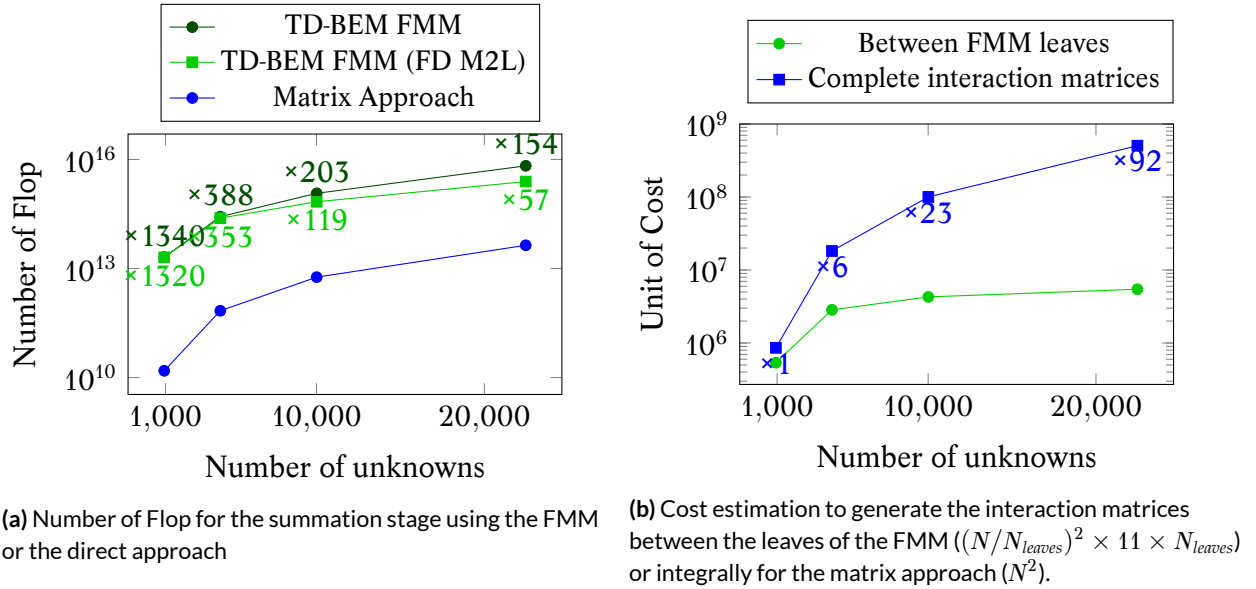 TD-BEM FMM
TD-BEM FMM (FD M2L)
Matrix Approach
Number of Flop
10^16
10^13
10^10
×1340
×388
×203
×154
×1320
×353
×119
×57
1,000
10,000
20,000
Number of unknowns
(a) Number of Flop for the summation stage using the FMM
or the direct approach
Between FMM leaves
Complete interaction matrices
Unit of Cost
10^9
10^8
10^7
10^6
×1
×6
×23
×92
1,000
10,000
20,000
Number of unknowns
(b) Cost estimation to generate the interaction matrices
between the leaves of the FMM ((N/N_leaves)^2 × 11 × N_leaves)
or integrally for the matrix approach (N^2).